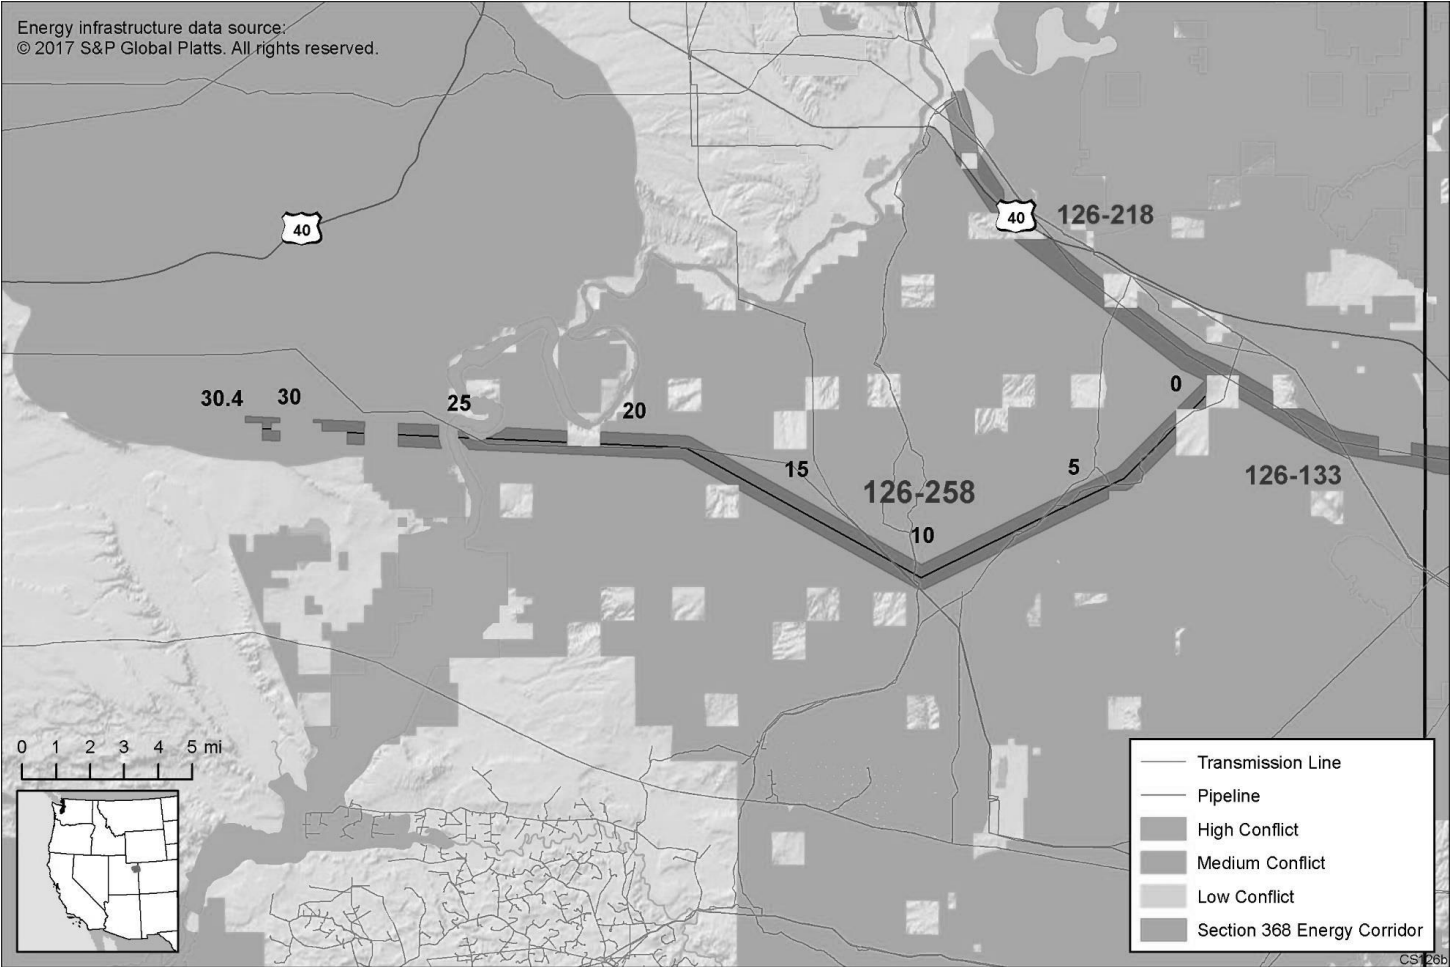 Energy infrastructure data source:
© 2017 S&P Global Platts. All rights reserved.
40
40
126-218
30.4
30
25
20
0
15
126-258
5
126-133
10
0 1 2 3 4 5 mi
Transmission Line
Pipeline
High Conflict
Medium Conflict
Low Conflict
Section 368 Energy Corridor
CS126b